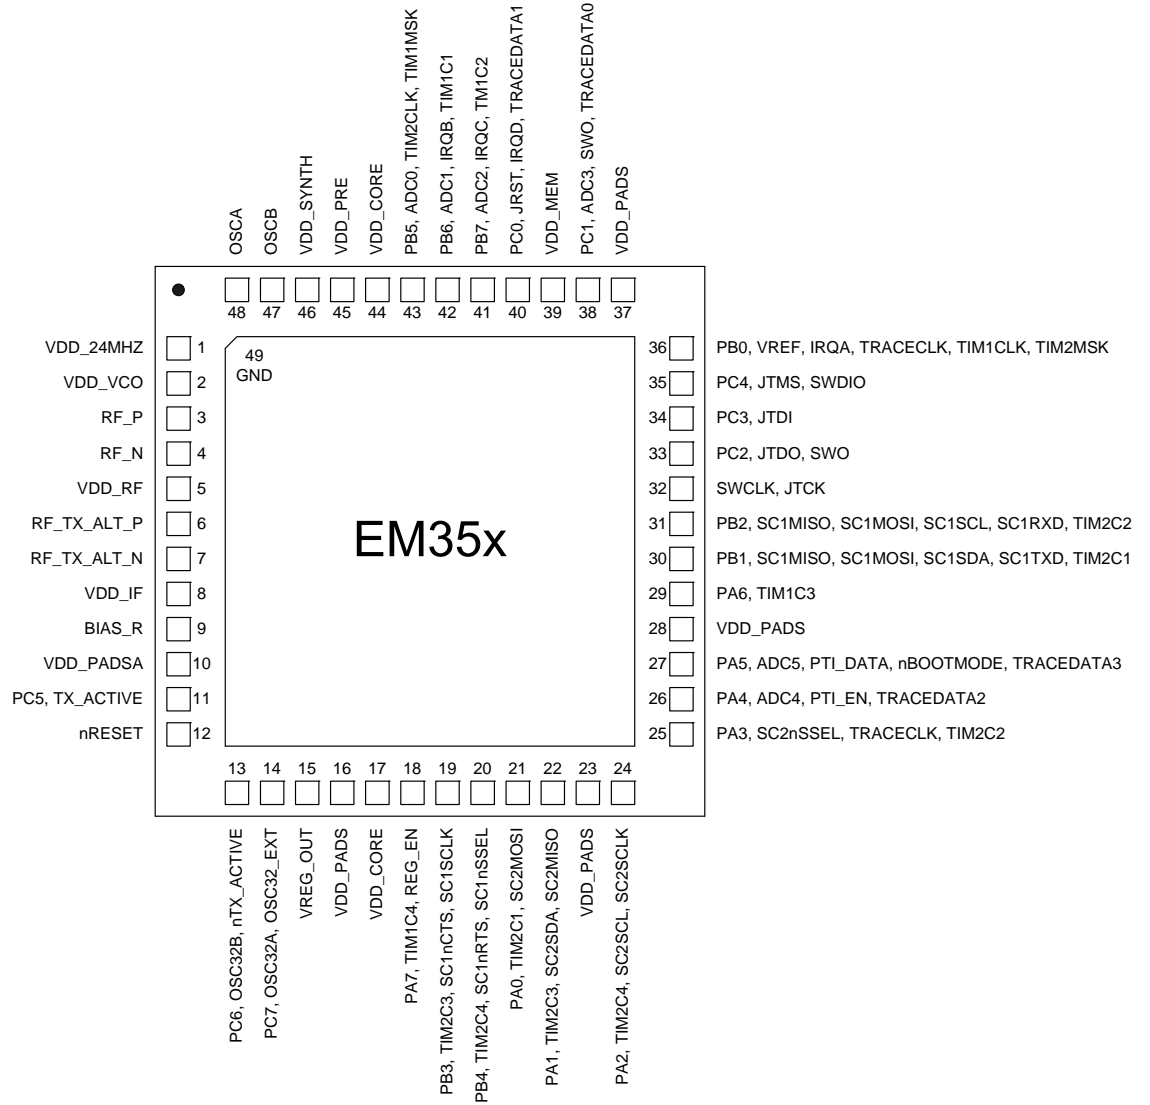 OSCA
OSCB
VDD_SYNTH
VDD_PRE
VDD_CORE
PB5, ADC0, TIM2CLK, TIM1MSK
PB6, ADC1, IRQB, TIM1C1
PB7, ADC2, IRQC, TM1C2
PC0, JRST, IRQD, TRACEDATA1
VDD_MEM
PC1, ADC3, SWO, TRACEDATA0
VDD_PADS
48 47 46 45 44 43 42 41 40 39 38 37
VDD_24MHZ 1
VDD_VCO 2
RF_P 3
RF_N 4
VDD_RF 5
RF_TX_ALT_P 6
RF_TX_ALT_N 7
VDD_IF 8
BIAS_R 9
VDD_PADSA 10
PC5, TX_ACTIVE 11
nRESET 12
49
GND
EM35x
36 PB0, VREF, IRQA, TRACECLK, TIM1CLK, TIM2MSK
35 PC4, JTMS, SWDIO
34 PC3, JTDI
33 PC2, JTDO, SWO
32 SWCLK, JTCK
31 PB2, SC1MISO, SC1MOSI, SC1SCL, SC1RXD, TIM2C2
30 PB1, SC1MISO, SC1MOSI, SC1SDA, SC1TXD, TIM2C1
29 PA6, TIM1C3
28 VDD_PADS
27 PA5, ADC5, PTI_DATA, nBOOTMODE, TRACEDATA3
26 PA4, ADC4, PTI_EN, TRACEDATA2
25 PA3, SC2nSSEL, TRACECLK, TIM2C2
13 14 15 16 17 18 19 20 21 22 23 24
PC6, OSC32B, nTX_ACTIVE
PC7, OSC32A, OSC32_EXT
VREG_OUT
VDD_PADS
VDD_CORE
PA7, TIM1C4, REG_EN
PB3, TIM2C3, SC1nCTS, SC1SCLK
PB4, TIM2C4, SC1nRTS, SC1nSSEL
PA0, TIM2C1, SC2MOSI
PA1, TIM2C3, SC2SDA, SC2MISO
VDD_PADS
PA2, TIM2C4, SC2SCL, SC2SCLK